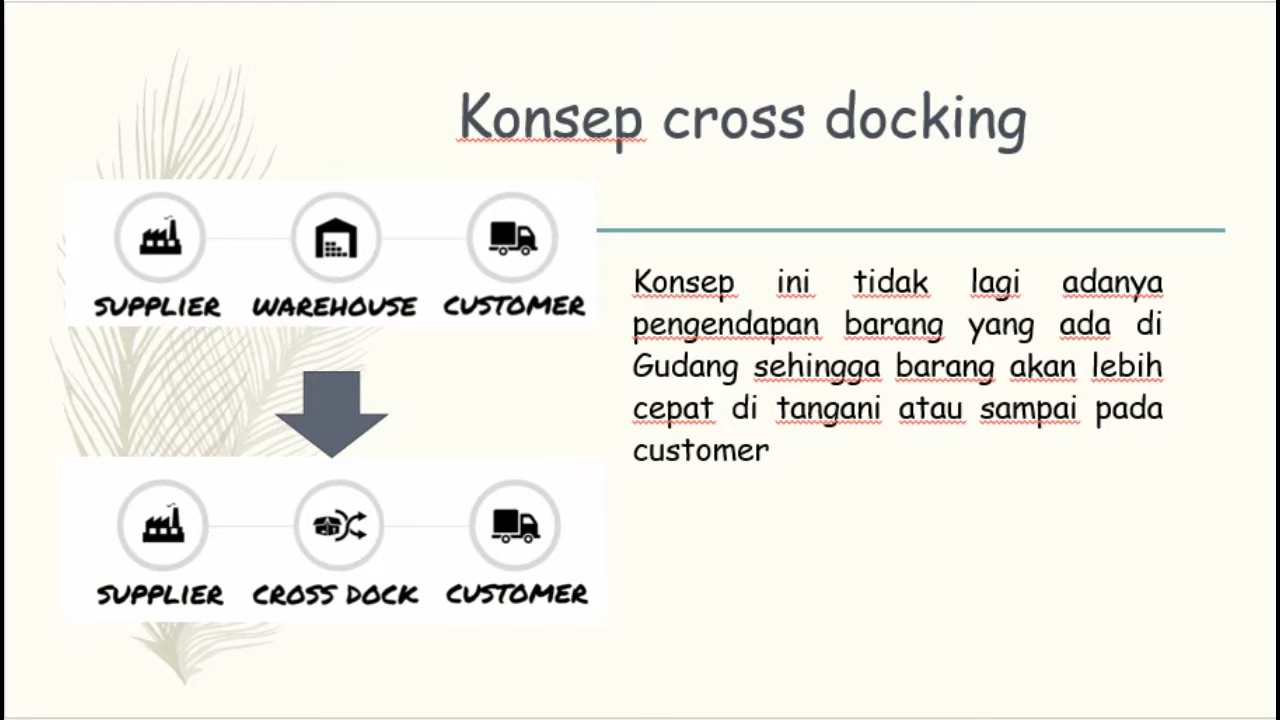 Konsep cross docking
SUPPLIER WAREHOUSE CUSTOMER
Konsep ini tidak lagi adanya
pengendapan barang yang ada di
Gudang sehingga barang akan lebih
cepat di tangani atau sampai pada
customer
SUPPLIER CROSS DOCK CUSTOMER